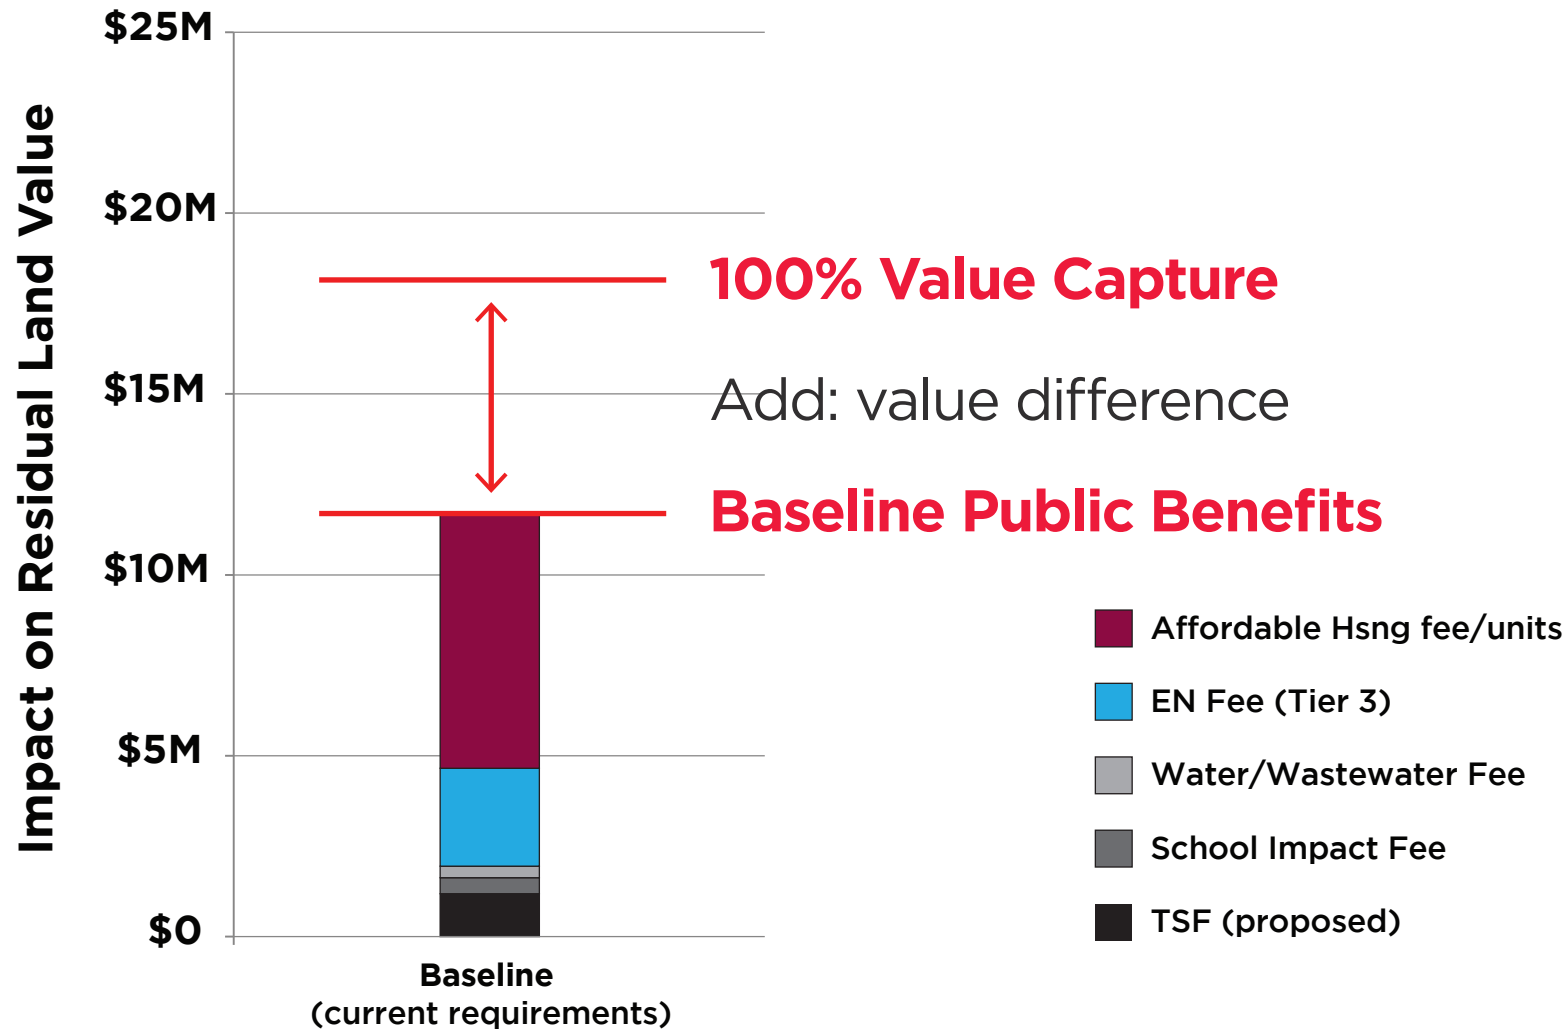 Impact on Residual Land Value
$25M
$20M
$15M
$10M
$5M
$0
100% Value Capture
Add: value difference
Baseline Public Benefits
Affordable Hsng fee/units
EN Fee (Tier 3)
Water/Wastewater Fee
School Impact Fee
TSF (proposed)
Baseline
(current requirements)